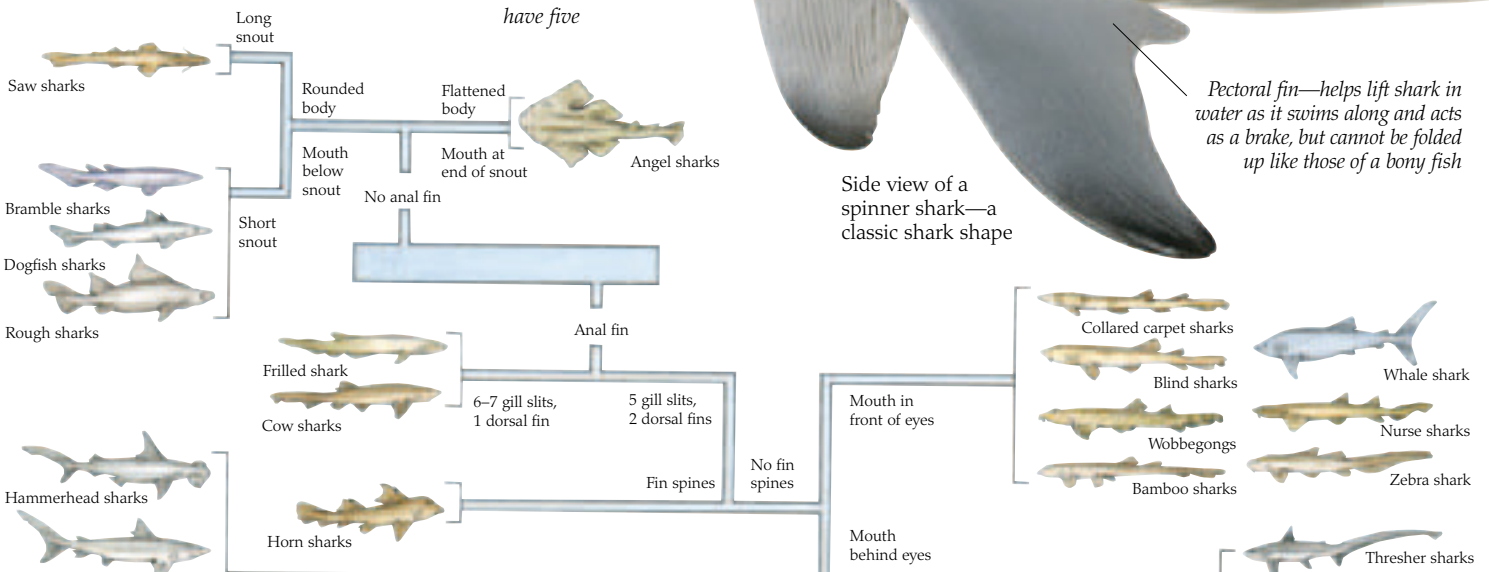 have five
Pectoral fin—helps lift shark in
water as it swims along and acts
as a brake, but cannot be folded
up like those of a bony fish
Side view of a
spinner shark—a
classic shark shape
Long
snout
Saw sharks
Rounded
body
Flattened
body
Mouth
below
snout
Mouth at
end of snout
Angel sharks
Bramble sharks
Short
snout
Dogfish sharks
Rough sharks
No anal fin
Anal fin
Frilled shark
Cow sharks
6–7 gill slits,
1 dorsal fin
5 gill slits,
2 dorsal fins
Fin spines
No fin
spines
Horn sharks
Hammerhead sharks
Mouth in
front of eyes
Collared carpet sharks
Blind sharks
Wobbegongs
Bamboo sharks
Whale shark
Nurse sharks
Zebra shark
Mouth
behind eyes
Thresher sharks